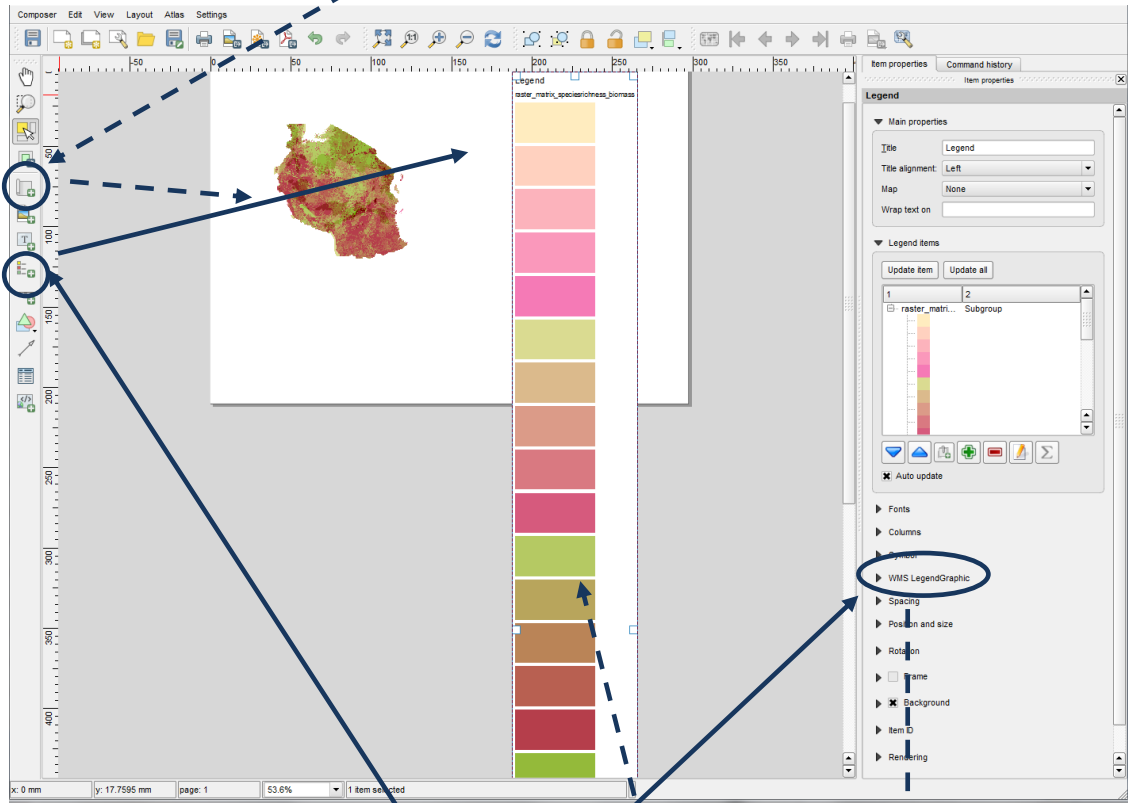 Composer Edit View Layout Atlas Settings
1:1
-50 0 50 100 150 200 250 300 350
Item properties Command history
Item properties
Legend
Main properties
Title Legend
Title alignment: Left
Map None
Wrap text on
Legend items
Update item Update all
1 2
raster_matri... Subgroup
Auto update
Fonts
Columns
Symbol
WMS LegendGraphic
Spacing
Position and size
Rotation
Frame
Background
Item ID
Rendering
Legend
raster_matrix_speciesrichness_biomass
50
100
150
200
250
300
350
400
T
Σ
x: 0 mm y: 17.7595 mm page: 1 53.6% 1 item selected